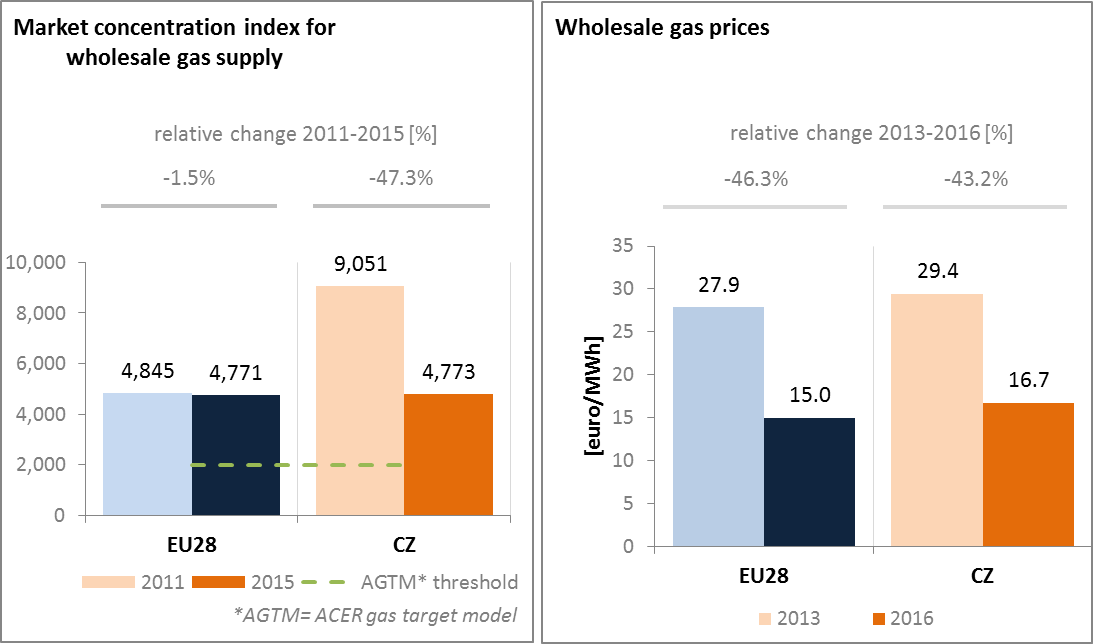 Market concentration index for
wholesale gas supply
relative change 2011-2015 [%]
-1.5% -47.3%
10,000
8,000
6,000
4,000
2,000
0
9,051
4,845 4,771 4,773
EU28 CZ
2011 2015 AGTM* threshold
*AGTM= ACER gas target model
Wholesale gas prices
relative change 2013-2016 [%]
-46.3% -43.2%
[euro/MWh]
35
30
25
20
15
10
5
0
27.9 29.4
15.0 16.7
EU28 CZ
2013 2016